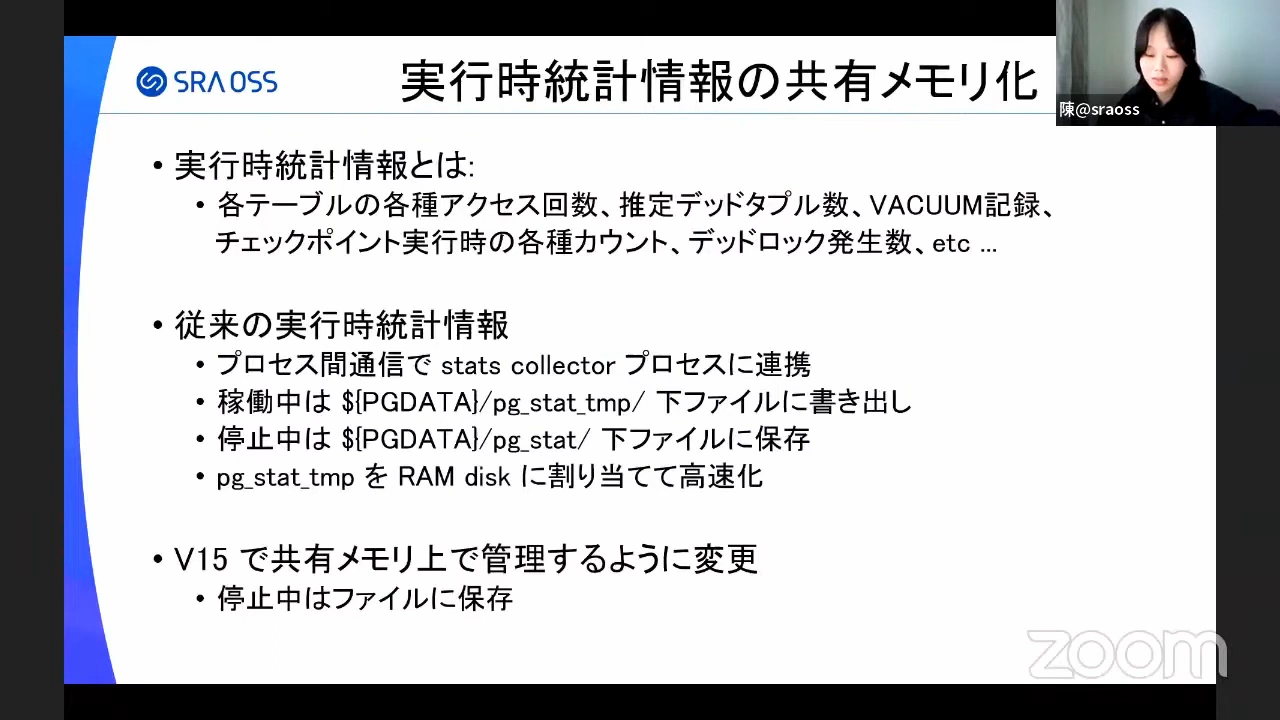 SRA OSS
実行時統計情報の共有メモリ化
陳@sraoss
• 実行時統計情報とは:
• 各テーブルの各種アクセス回数、推定デッドタプル数、VACUUM記録、
チェックポイント実行時の各種カウント、デッドロック発生数、etc ...
• 従来の実行時統計情報
• プロセス間通信で stats collector プロセスに連携
• 稼働中は ${PGDATA}/pg_stat_tmp/ 下ファイルに書き出し
• 停止中は ${PGDATA}/pg_stat/ 下ファイルに保存
• pg_stat_tmp を RAM disk に割り当てて高速化
• V15 で共有メモリ上で管理するように変更
• 停止中はファイルに保存
zoom